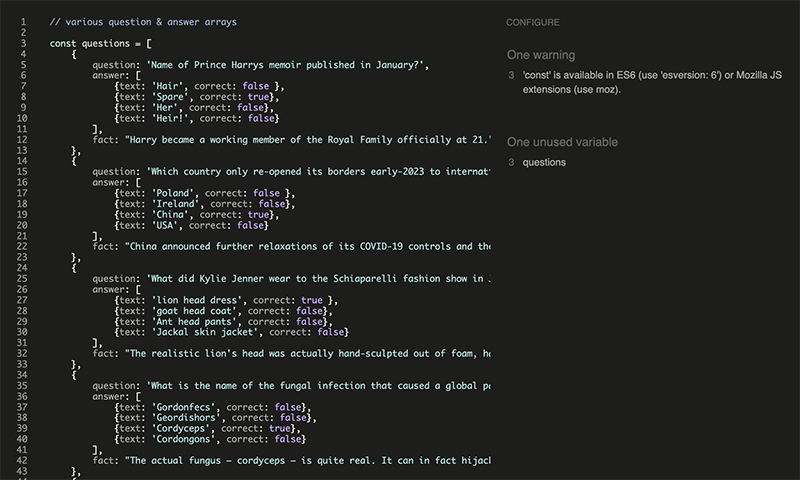 1 // various question & answer arrays
2
3 const questions = [
4 {
5 question: 'Name of Prince Harrys memoir published in January?',
6 answer: [
7 {text: 'Hair', correct: false },
8 {text: 'Spare', correct: true},
9 {text: 'Her', correct: false},
10 {text: 'Heir!', correct: false}
11 ],
12 fact: "Harry became a working member of the Royal Family officially at 21."
13 },
14 {
15 question: 'Which country only re-opened its borders early-2023 to internat
16 answer: [
17 {text: 'Poland', correct: false },
18 {text: 'Ireland', correct: false},
19 {text: 'China', correct: true},
20 {text: 'USA', correct: false}
21 ],
22 fact: "China announced further relaxations of its COVID-19 controls and the
23 },
24 {
25 question: 'What did Kylie Jenner wear to the Schiaparelli fashion show in J
26 answer: [
27 {text: 'lion head dress', correct: true },
28 {text: 'goat head coat', correct: false},
29 {text: 'Ant head pants', correct: false},
30 {text: 'Jackal skin jacket', correct: false}
31 ],
32 fact: "The realistic lion's head was actually hand-sculpted out of foam, ho
33 },
34 {
35 question: 'What is the name of the fungal infection that caused a global pa
36 answer: [
37 {text: 'Gordonfecs', correct: false},
38 {text: 'Geordishors', correct: false},
39 {text: 'Cordyceps', correct: true},
40 {text: 'Cordongons', correct: false}
41 ],
42 fact: "The actual fungus – cordyceps – is quite real. It can in fact hijack
43 },
CONFIGURE
One warning
3 'const' is available in ES6 (use 'esversion: 6') or Mozilla JS
extensions (use moz).
One unused variable
3 questions